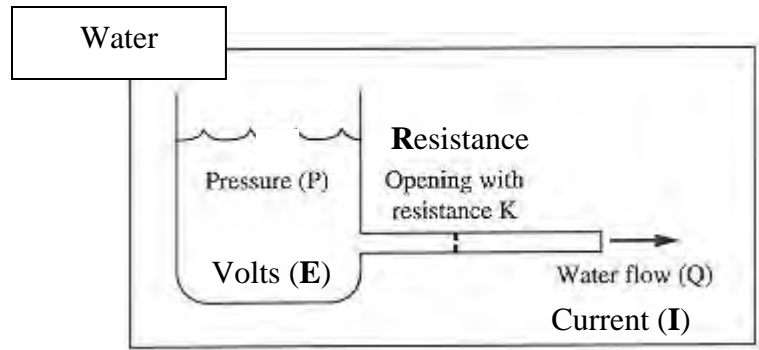 Water
Resistance
Pressure (P)
Opening with
resistance K
Volts (E)
Water flow (Q)
Current (I)